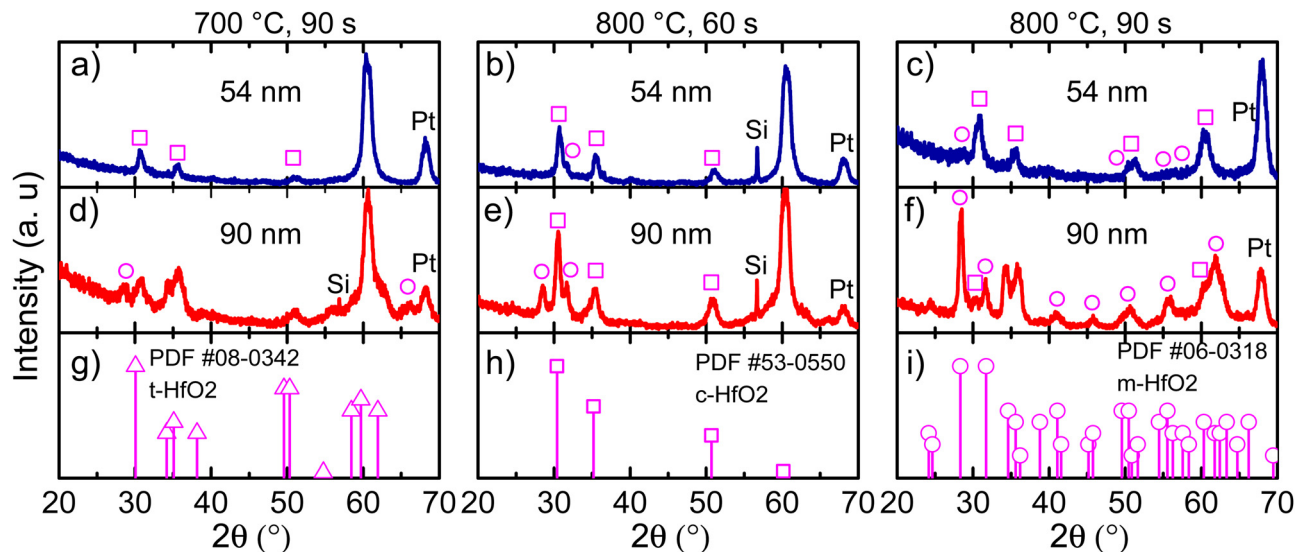 700 °C, 90 s
800 °C, 60 s
800 °C, 90 s
Intensity (a. u)
a)
54 nm
Pt
b)
54 nm
Si
Pt
c)
54 nm
Pt
d)
90 nm
Si
Pt
e)
90 nm
Si
Pt
f)
90 nm
Pt
g)
PDF #08-0342
t-HfO2
h)
PDF #53-0550
c-HfO2
i)
PDF #06-0318
m-HfO2
20 30 40 50 60 70
20 30 40 50 60 70
20 30 40 50 60 70
2θ (°)
2θ (°)
2θ (°)